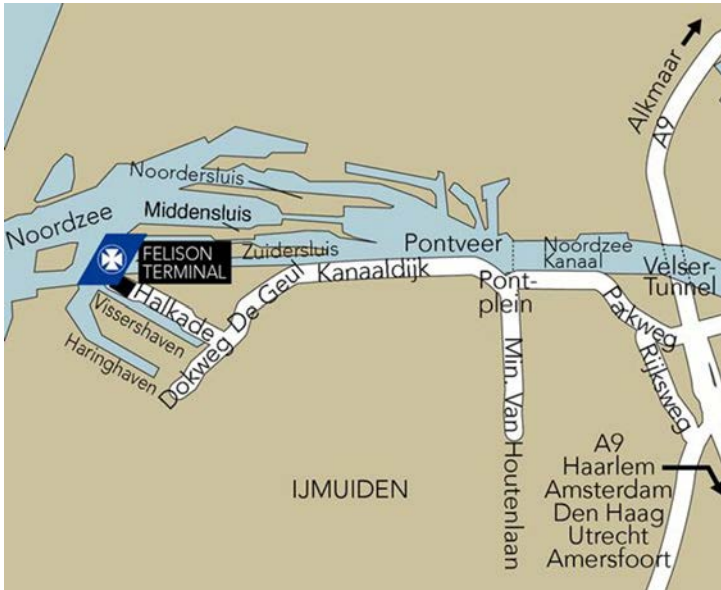 Alkmaar
A9
Noordersluis
Noordzee
Middensluis
FELISON
TERMINAL
Zuidersluis
Pontveer
Noordzee
Kanaal
Velser-
Tunnel
Kanaaldijk
Pont-
plein
De Geul
Halkade
Vissershaven
Haringhaven
Dokweg
Parkweg
Rijksweg
Min. Van
Houtenlaan
IJMUIDEN
A9
Haarlem
Amsterdam
Den Haag
Utrecht
Amersfoort